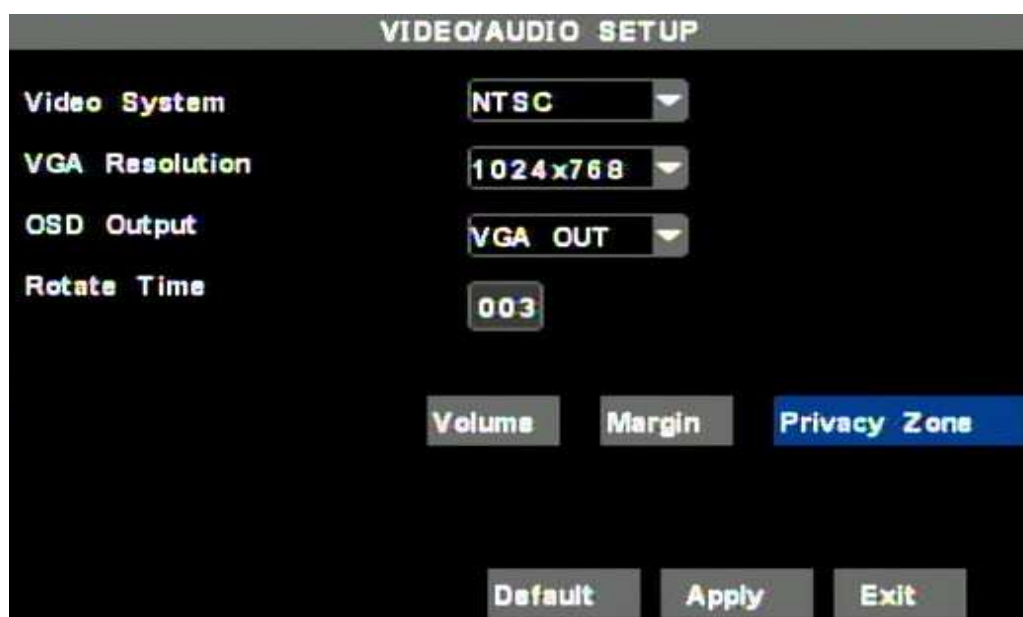 VIDEO/AUDIO SETUP
Video System NTSC
VGA Resolution 1024x768
OSD Output VGA OUT
Rotate Time 003
Volume Margin Privacy Zone
Default Apply Exit